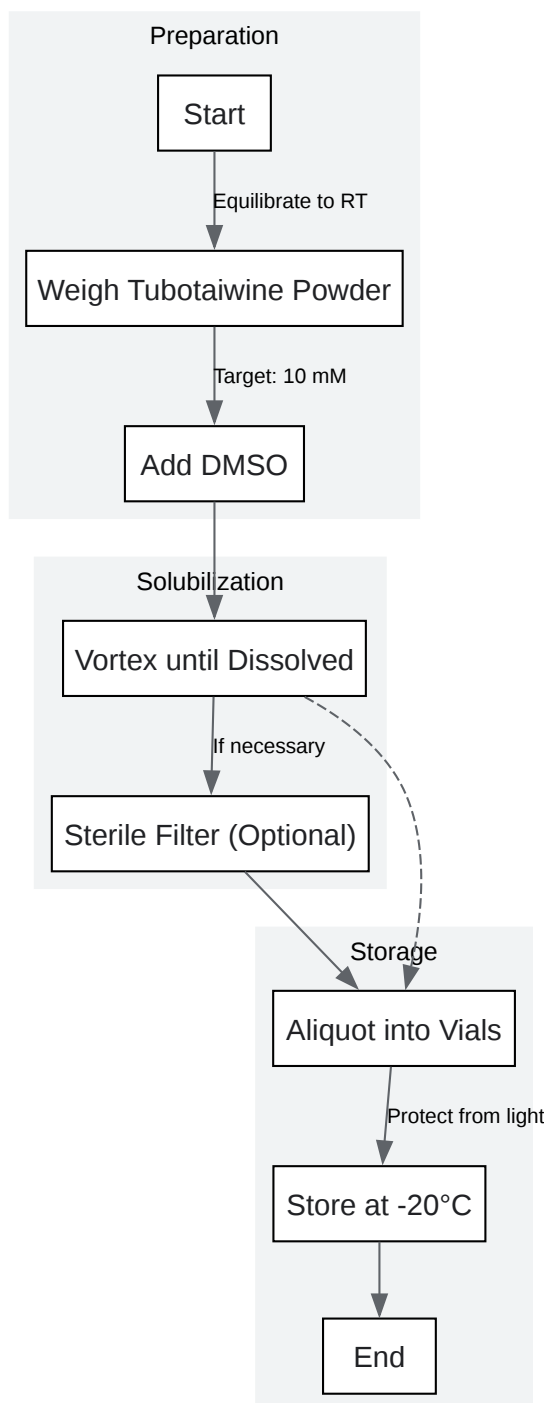 Preparation
Start
Equilibrate to RT
Weigh Tubotaiwine Powder
Target: 10 mM
Add DMSO
Solubilization
Vortex until Dissolved
If necessary
Sterile Filter (Optional)
Storage
Aliquot into Vials
Protect from light
Store at -20°C
End